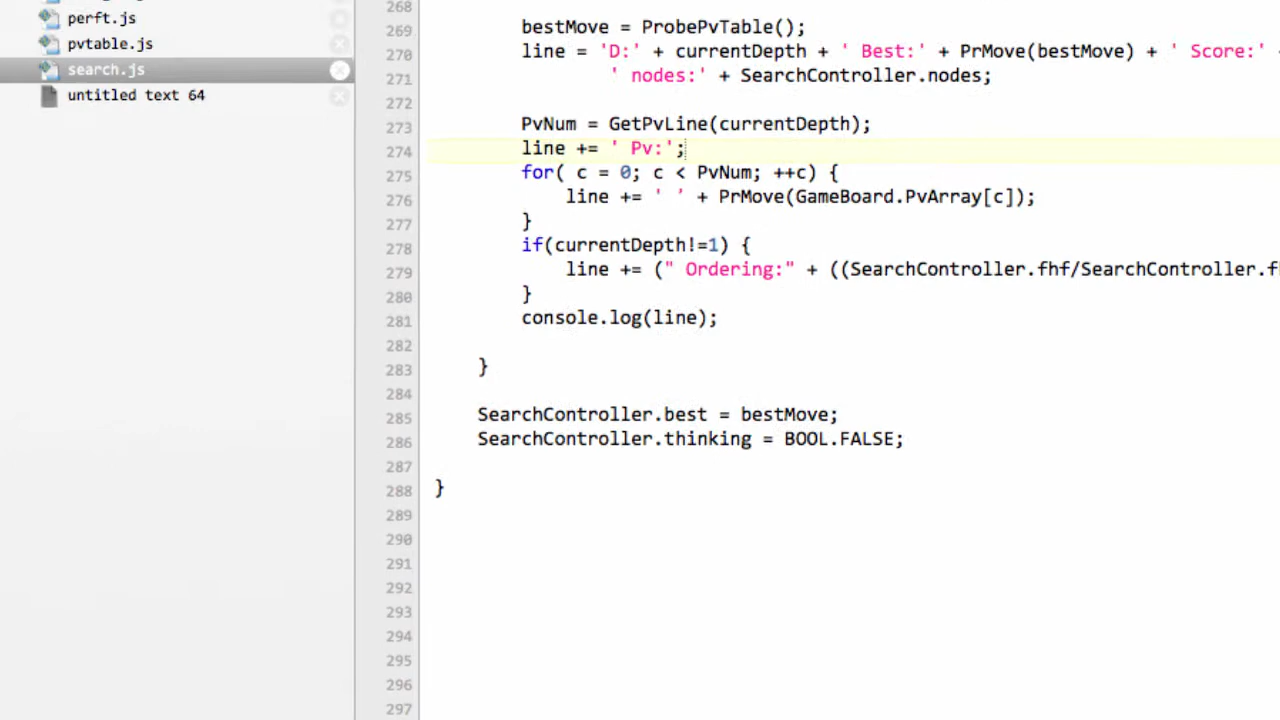 perft.js
pvtable.js
search.js
untitled text 64
268
269 bestMove = ProbePvTable();
270 line = 'D:' + currentDepth + ' Best:' + PrMove(bestMove) + ' Score:' +
271 ' nodes:' + SearchController.nodes;
272
273 PvNum = GetPvLine(currentDepth);
274 line += ' Pv:';
275 for( c = 0; c < PvNum; ++c) {
276 line += ' ' + PrMove(GameBoard.PvArray[c]);
277 }
278 if(currentDepth!=1) {
279 line += (" Ordering:" + ((SearchController.fhf/SearchController.fh
280 }
281 console.log(line);
282
283 }
284
285 SearchController.best = bestMove;
286 SearchController.thinking = BOOL.FALSE;
287
288 }
289
290
291
292
293
294
295
296
297